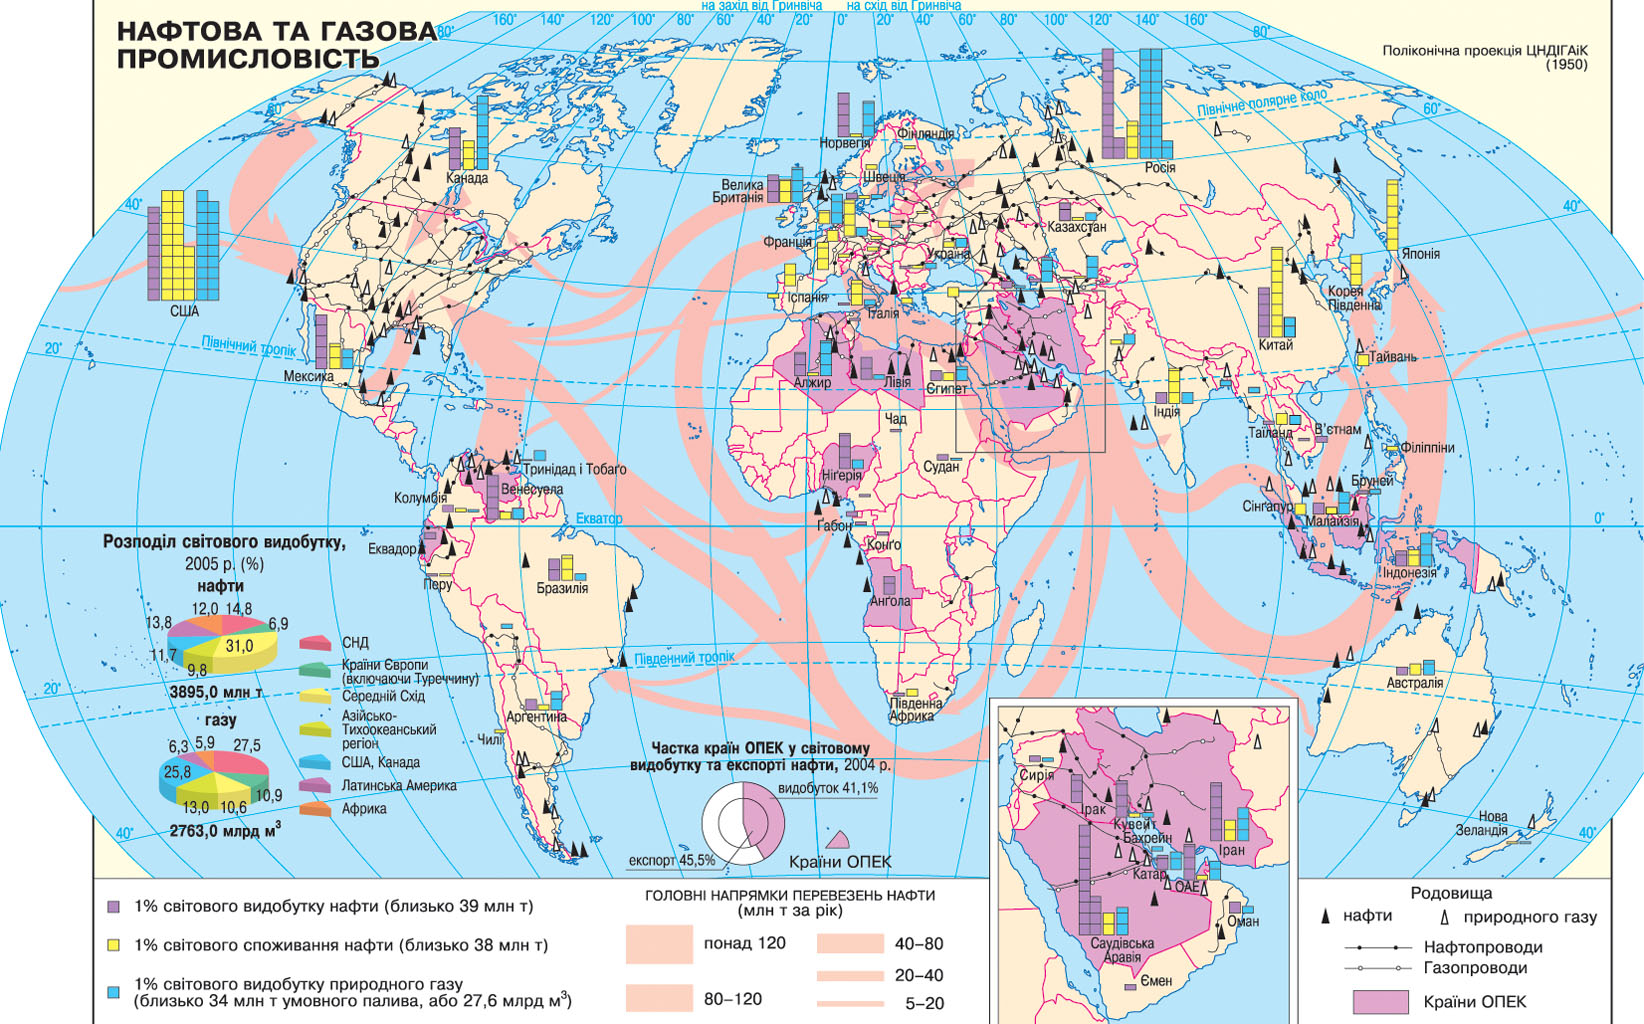 на захід від Гринвіча
на схід від Гринвіча
160°
140°
120°
100°
80°
60°
40°
20°
0°
20°
40°
60°
80°
100°
120°
140°
160°
НАФТОВА ТА ГАЗОВА
ПРОМИСЛОВІСТЬ
80°
80°
Поліконічна проекція ЦНДІГАіК
(1950)
60°
60°
Північне полярне коло
Норвегія
Фінляндія
Швеція
Росія
Канада
Велика
Британія
40°
40°
Франція
Україна
Казахстан
Японія
США
Іспанія
Італія
Корея
Південна
Китай
20°
Північний тропік
20°
Мексика
Алжир
Лівія
Єгипет
Тайвань
Індія
Чад
Таїланд
В'єтнам
Філіппіни
Тринідад і Тобаго
Судан
Нігерія
Колумбія
Венесуела
Бруней
Сінгапур
Малайзія
Екватор
0°
Габон
Конго
Еквадор
Перу
Бразилія
Ангола
Індонезія
Розподіл світового видобутку,
2005 р. (%)
нафти
12,0
14,8
13,8
6,9
31,0
11,7
9,8
3895,0 млн т
газу
6,3
5,9
27,5
25,8
10,9
13,0
10,6
2763,0 млрд м³
СНД
Країни Європи
(включаючи Туреччину)
Середній Схід
Азійсько-
Тихоокеанський
регіон
США, Канада
Латинська Америка
Африка
Південний тропік
20°
Австралія
Південна
Африка
Аргентина
Чилі
Нова
Зеландія
40°
40°
Частка країн ОПЕК у світовому
видобутку та експорті нафти, 2004 р.
видобуток 41,1%
експорт 45,5%
Країни ОПЕК
Сирія
Ірак
Кувейт
Бахрейн
Іран
Катар
ОАЕ
Оман
Саудівська
Аравія
Ємен
1% світового видобутку нафти (близько 39 млн т)
1% світового споживання нафти (близько 38 млн т)
1% світового видобутку природного газу
(близько 34 млн т умовного палива, або 27,6 млрд м³)
ГОЛОВНІ НАПРЯМКИ ПЕРЕВЕЗЕНЬ НАФТИ
(млн т за рік)
понад 120
80–120
40–80
20–40
5–20
Родовища
нафти
природного газу
Нафтопроводи
Газопроводи
Країни ОПЕК